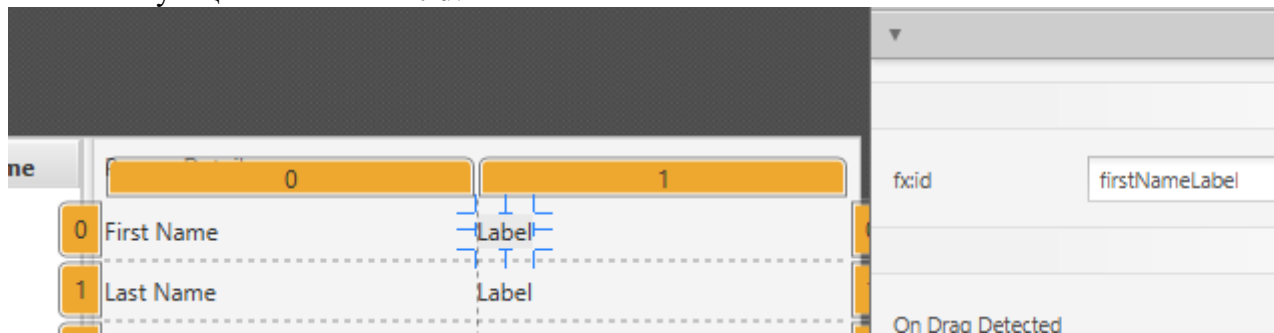 ne
0 1
0 First Name Label
1 Last Name Label
fx:id firstNameLabel
On Drag Detected